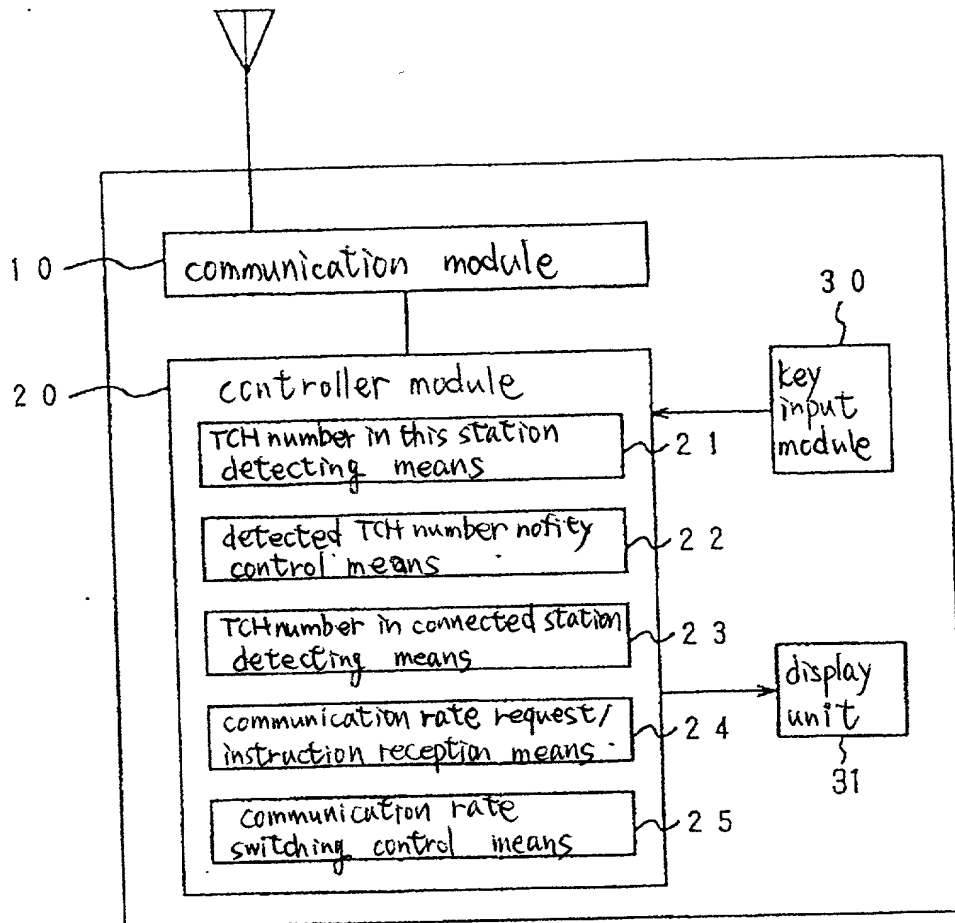 10
communication module
30
key
input
module
20
controller module
TCH number in this station
detecting means
21
detected TCH number nofity
control means
22
TCH number in connected station
detecting means
23
communication rate request/
instruction reception means
24
communication rate
switching control means
25
display
unit
31